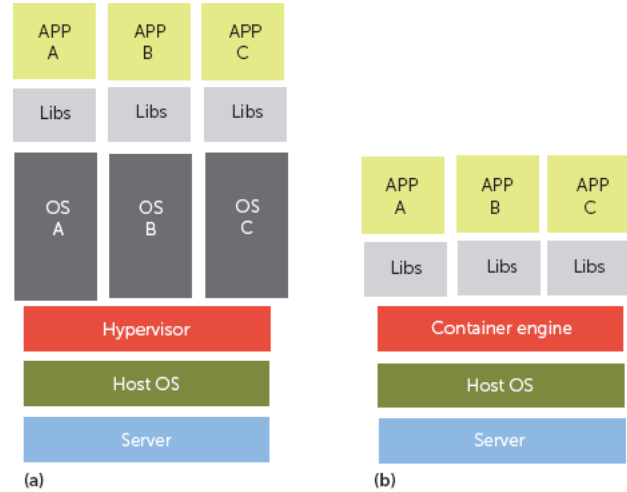 APP
A
APP
B
APP
C
Libs
Libs
Libs
OS
A
OS
B
OS
C
Hypervisor
Host OS
Server
(a)
APP
A
APP
B
APP
C
Libs
Libs
Libs
Container engine
Host OS
Server
(b)